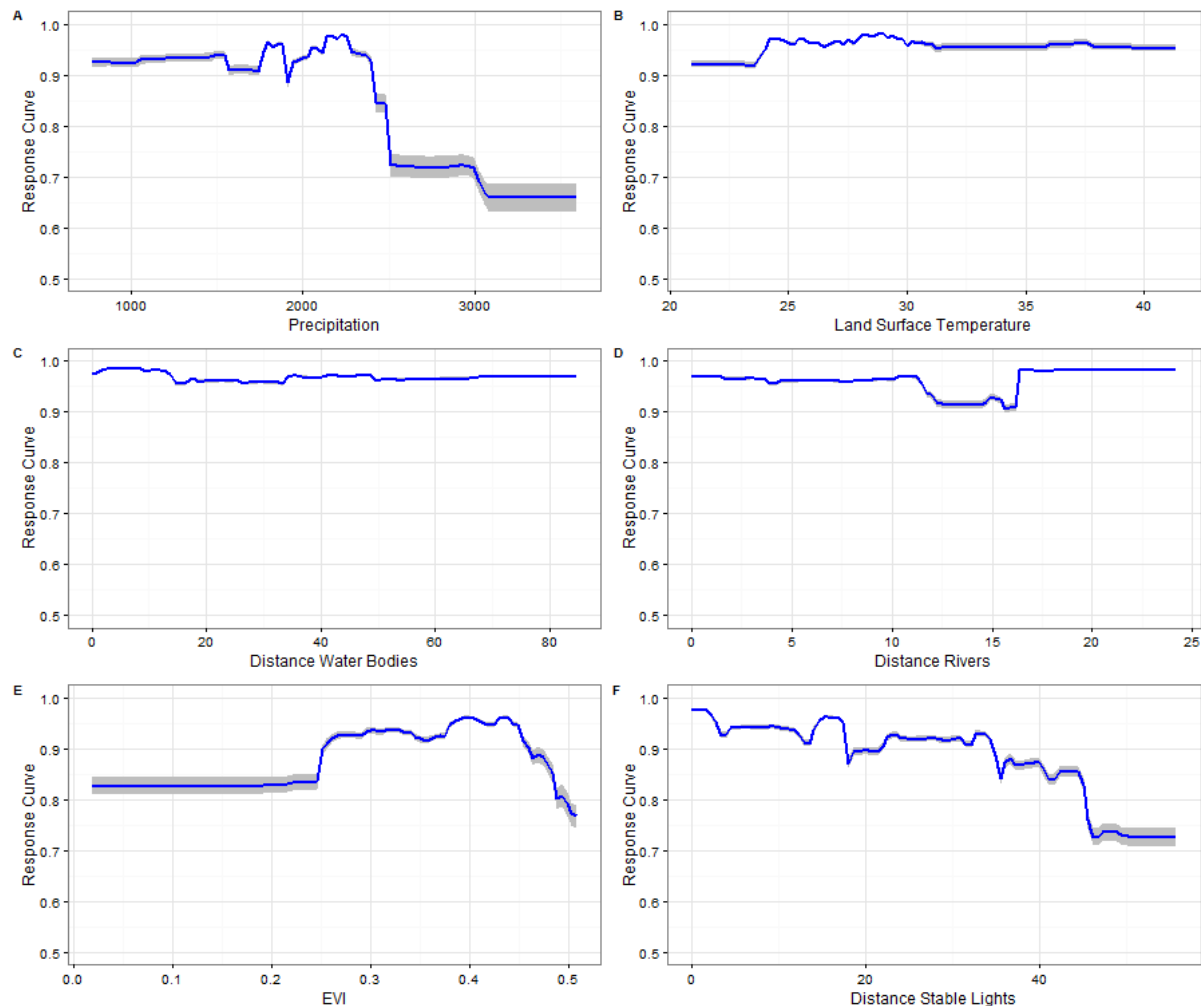 A
Response Curve
1.0
0.9
0.8
0.7
0.6
0.5
1000 2000 3000
Precipitation
B
Response Curve
1.0
0.9
0.8
0.7
0.6
0.5
20 25 30 35 40
Land Surface Temperature
C
Response Curve
1.0
0.9
0.8
0.7
0.6
0.5
0 20 40 60 80
Distance Water Bodies
D
Response Curve
1.0
0.9
0.8
0.7
0.6
0.5
0 5 10 15 20 25
Distance Rivers
E
Response Curve
1.0
0.9
0.8
0.7
0.6
0.5
0.0 0.1 0.2 0.3 0.4 0.5
EVI
F
Response Curve
1.0
0.9
0.8
0.7
0.6
0.5
0 20 40
Distance Stable Lights